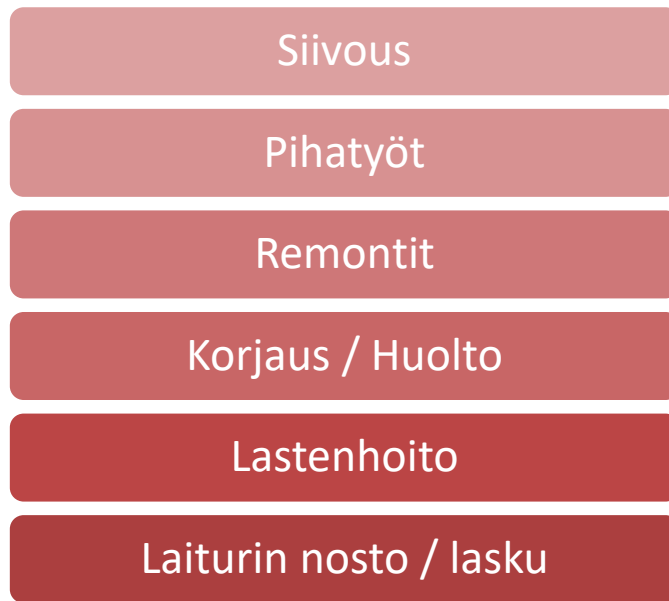 Siivous
Pihatyöt
Remontit
Korjaus / Huolto
Lastenhoito
Laiturin nosto / lasku